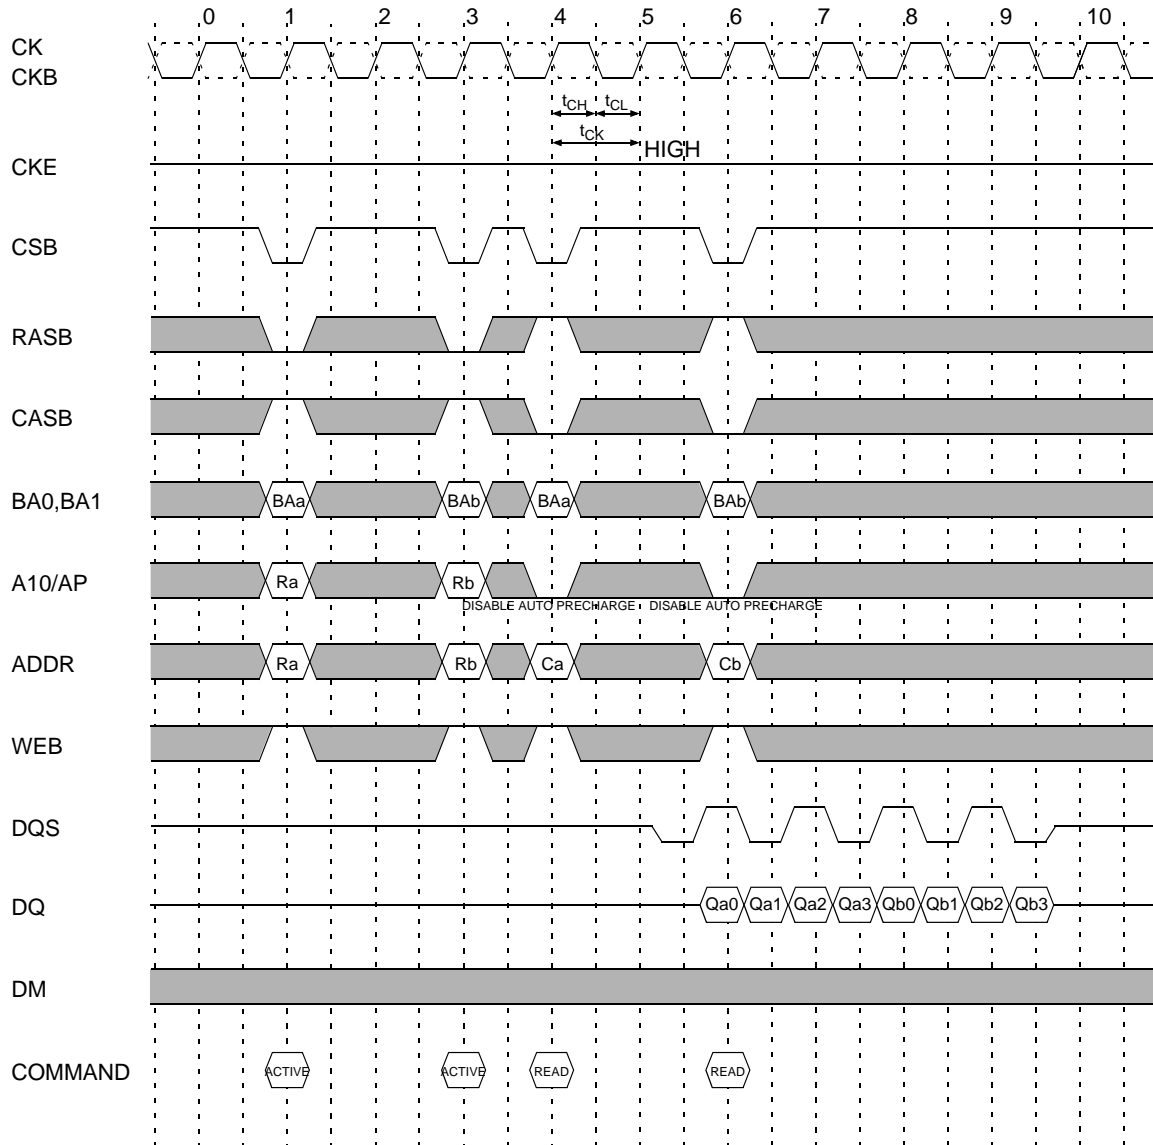 0 1 2 3 4 5 6 7 8 9 10
CK
CKB
tCH tCL
tCK
HIGH
CKE
CSB
RASB
CASB
BA0,BA1 BAa BAb BAa BAb
A10/AP Ra Rb
DISABLE AUTO PRECHARGE DISABLE AUTO PRECHARGE
ADDR Ra Rb Ca Cb
WEB
DQS
DQ Qa0 Qa1 Qa2 Qa3 Qb0 Qb1 Qb2 Qb3
DM
COMMAND ACTIVE ACTIVE READ READ